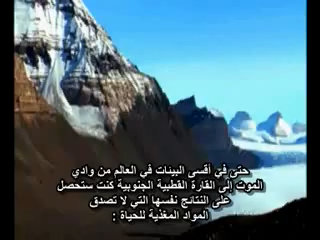 حتى في أقسى البيئات في العالم من وادي
الموت إلى القارة القطبية الجنوبية كنت ستحصل
على النتائج نفسها التي لا تصدق
المواد المغذية للحياة :